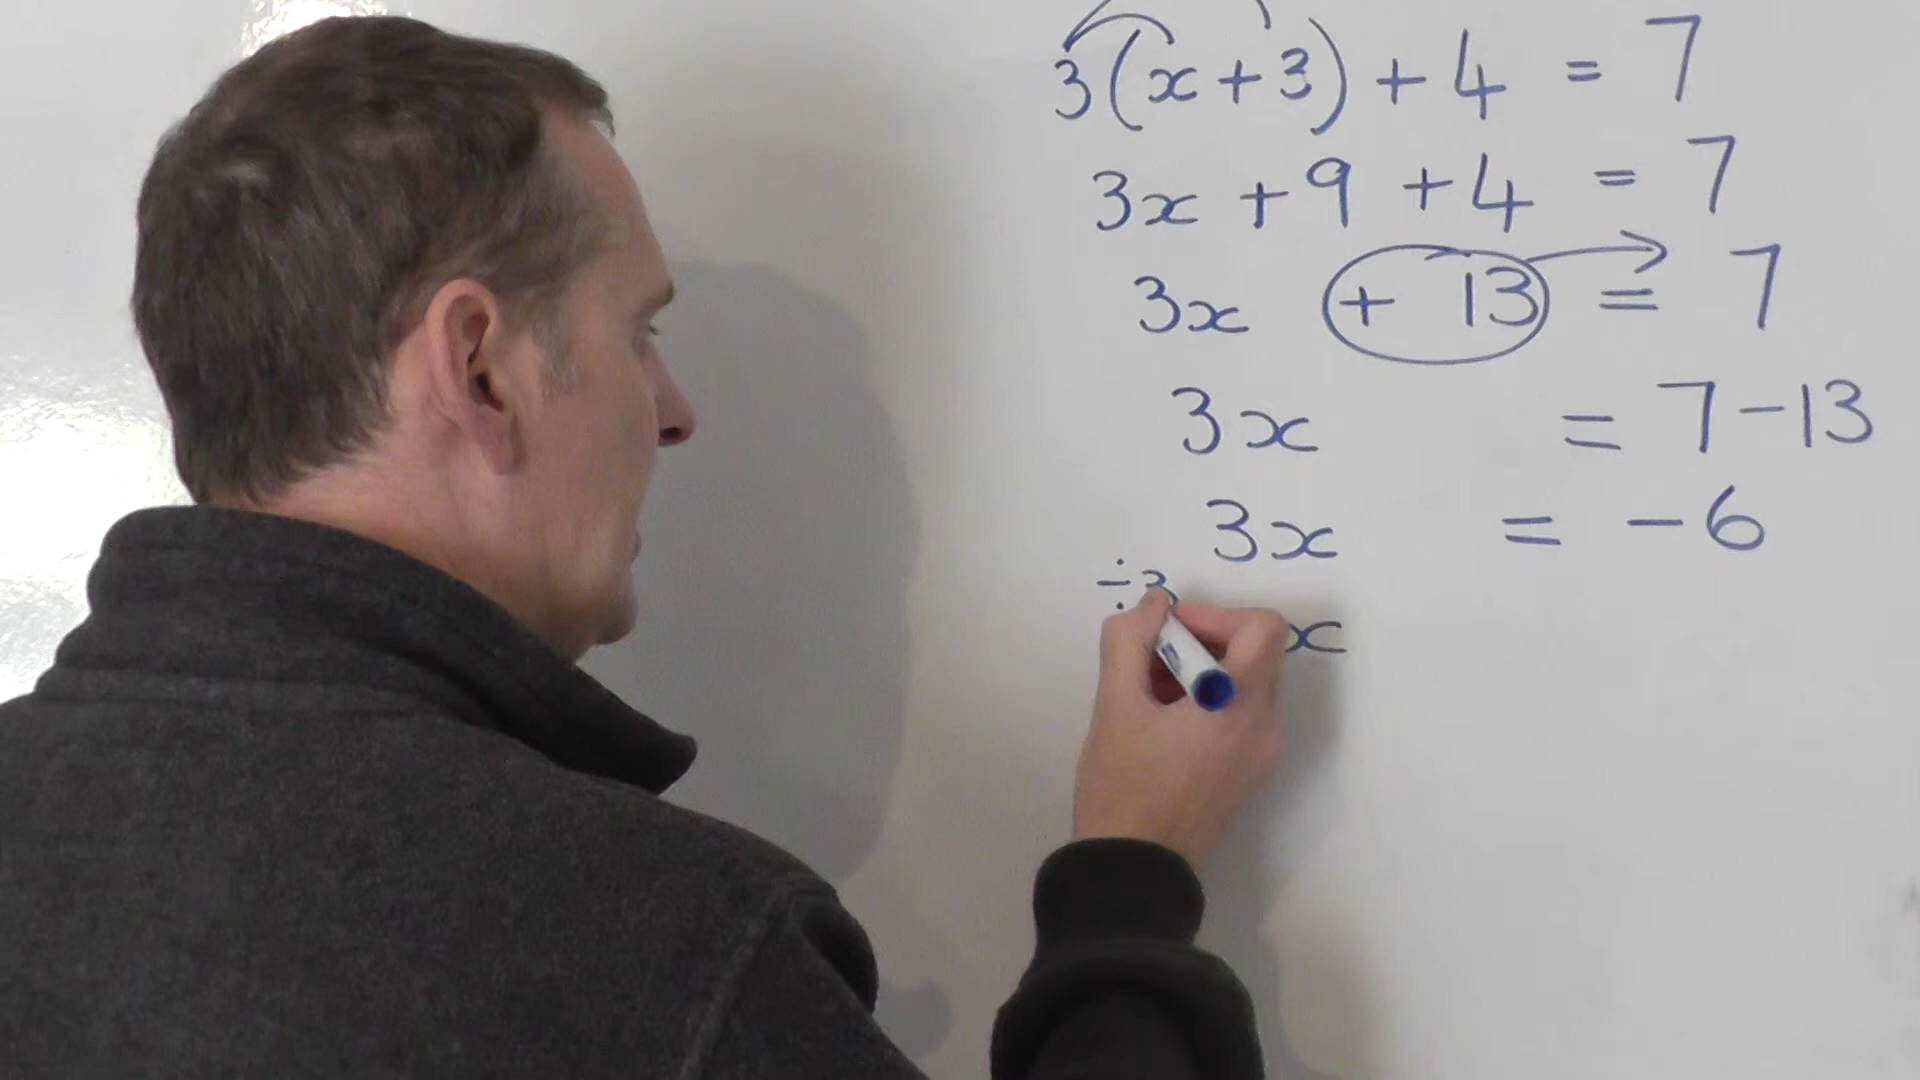 3(x + 3) + 4 = 7
3x + 9 + 4 = 7
3x + 13 = 7
3x = 7 - 13
3x = - 6
÷3
x